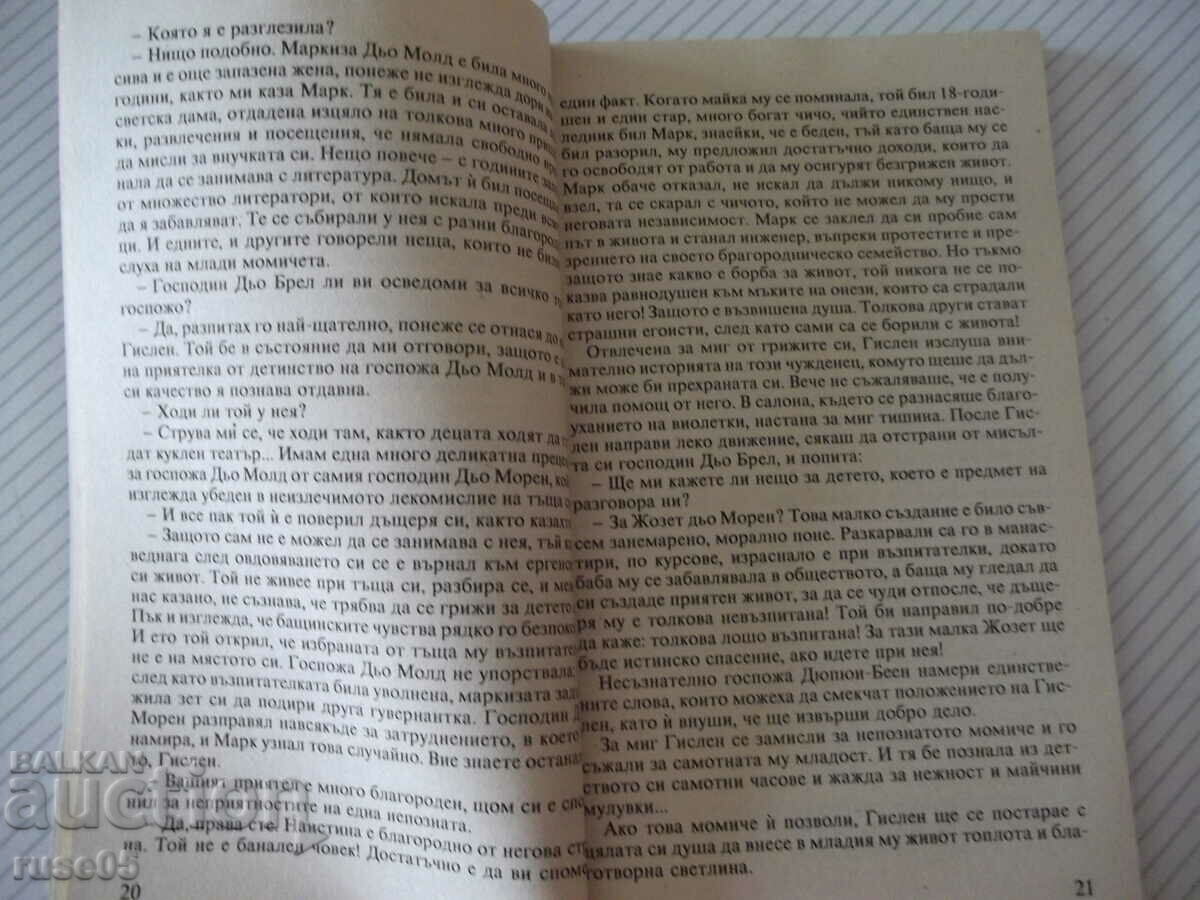 – Която я е разглезила?
– Нищо подобно. Маркиза Дьо Молд е била много
сива и е още запазена жена, понеже не изглежда дори на
години, както ми каза Марк. Тя е била и си оставала
светска дама, отдадена изцяло на толкова много
ки, развлечения и посещения, че нямала свободно
да мисли за внучката си. Нещо повече – с годините
нала да се занимава с литература. Домът ѝ бил
от множество литератори, от които искала преди
да я забавляват. Те се събирали у нея с разни
ци. И едните, и другите говорели неща, които не
слуха на млади момичета.
– Господин Дьо Брел ли ви осведоми за всичко
госпожо?
– Да, разпитах го най-щателно, понеже се отнася до
Гислен. Той бе в състояние да ми отговори, защото е
на приятелка от детинство на госпожа Дьо Молд и в
си качество я познава отдавна.
– Ходи ли той у нея?
– Струва ми се, че ходи там, както децата ходят да
дат куклен театър... Имам една много деликатна
за госпожа Дьо Молд от самия господин Дьо Морен,
изглежда убеден в неизлечимото лекомислие на тъща
– И все пак той ѝ е поверил дъщеря си, както
– Защото сам не е можел да се занимава с нея, тъй
веднага след овдовяването си се е върнал към
си живот. Той не живее при тъща си, разбира се, и
нас казано, не съзнава, че трябва да се грижи за детето
Пък и изглежда, че бащинските чувства рядко го
И ето той открил, че избраната от тъща му
не е на мястото си. Госпожа Дьо Молд не упорствала
след като възпитателката била уволнена, маркизата
жила зет си да подири друга гувернантка. Господин
Морен разправял навсякъде за затруднението, в което
намира, и Марк узнал това случайно. Вие знаете
Гислен.
– Вашият приятел е много благороден, щом си е
нил за неприятностите на една непозната.
– Да, права сте. Наистина е благородно от негова
на. Той не е банален човек! Достатъчно е да ви
20
един факт. Когато майка му се поминала, той бил 18-годи-
шен и един стар, много богат чичо, чийто единствен нас-
ледник бил Марк, знаейки, че е беден, тъй като баща му се
бил разорил, му предложил достатъчно доходи, които да
го освободят от работа и да му осигурят безгрижен живот.
Марк обаче отказал, не искал да дължи никому нищо, и
взел, та се скарал с чичото, който не можел да му прости
неговата независимост. Марк се заклел да си пробие сам
път в живота и станал инженер, въпреки протестите и пре-
зрението на своето брагородническо семейство. Но тъкмо
защото знае какво е борба за живот, той никога не се по-
казва равнодушен към мъките на онези, които са страдали
като него! Защото е възвишена душа. Толкова други стават
страшни егоисти, след като сами са се борили с живота!
Отвлечена за миг от грижите си, Гислен изслуша вни-
мателно историята на този чужденец, комуто щеше да дъл-
жи може би прехраната си. Вече не съжаляваше, че е полу-
чила помощ от него. В салона, където се разнасяше благо-
уханието на виолетки, настана за миг тишина. После Гис-
лен направи леко движение, сякаш да отстрани от мисъл-
та си господин Дьо Брел, и попита:
– Ще ми кажете ли нещо за детето, което е предмет на
разговора ни?
– За Жозет дьо Морен? Това малко създание е било съв-
сем занемарено, морално поне. Разкарвали са го в манас-
тири, по курсове, израснало е при възпитателки, докато
баба му се забавлявала в обществото, а баща му гледал да
си създаде приятен живот, за да се чуди отпосле, че дъще-
ря му е толкова невъзпитана! Той би направил по-добре
да каже: толкова лошо възпитана! За тази малка Жозет ще
бъде истинско спасение, ако идете при нея!
Несъзнателно госпожа Дюпюи-Беен намери единстве-
ните слова, които можеха да смекчат положението на Гис-
лен, като ѝ внуши, че ще извърши добро дело.
За миг Гислен се замисли за непознатото момиче и го
съжали за самотната му младост. И тя бе познала из дет-
ството си самотни часове и жажда за нежност и майчини
милувки...
Ако това момиче ѝ позволи, Гислен ще се постарае с
цялата си душа да внесе в младия му живот топлота и бла-
готворна светлина.
21
BALKAN
auction
ruse05